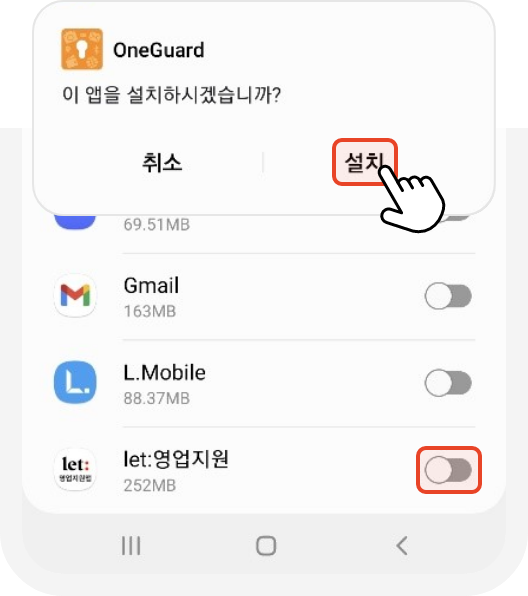 OneGuard
이 앱을 설치하시겠습니까?
취소
설치
69.51MB
Gmail
163MB
L.Mobile
88.37MB
let:
영업지원팀
let:영업지원
252MB